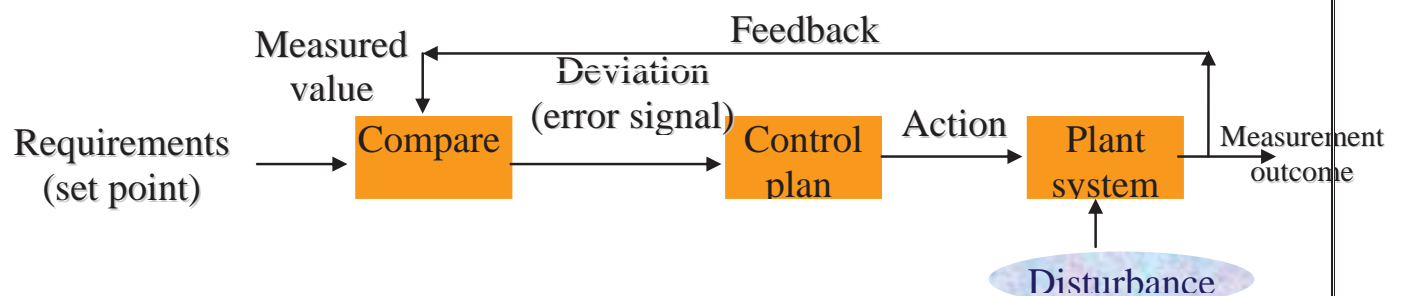 Feedback
Measured
value
Deviation
(error signal)
Requirements
(set point)
Compare
Control
plan
Action
Plant
system
Measurement
outcome
Disturbance